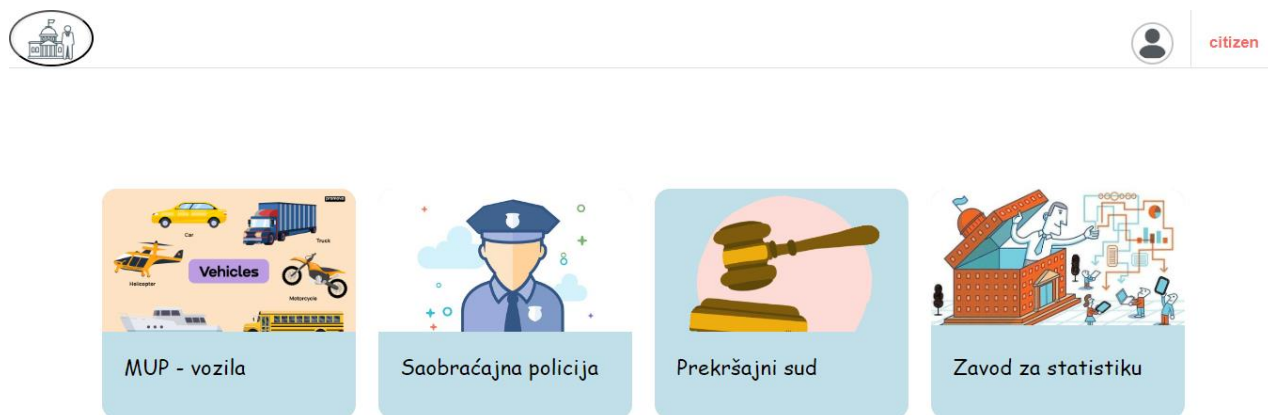 citizen
Car
Truck
Vehicles
Helicopter
Motorcycle
MUP - vozila
Saobraćajna policija
Prekršajni sud
Zavod za statistiku